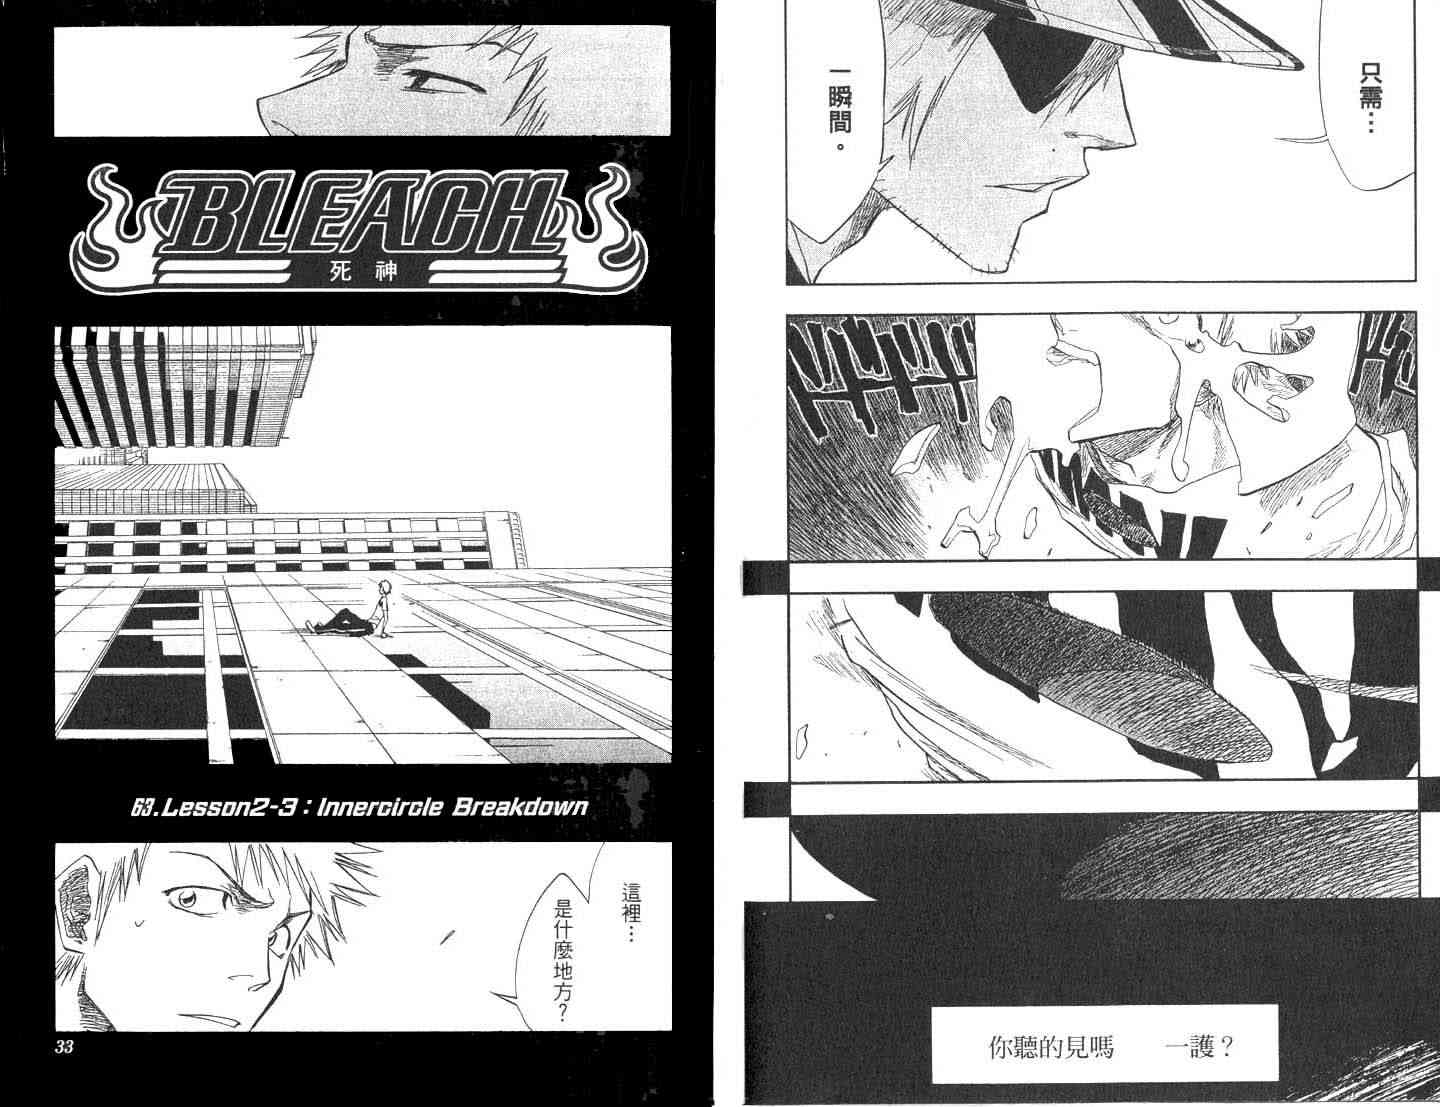 只需…
一瞬間。
你聽的見嗎　　一護？
BLEACH
死神
63.Lesson2-3：Innercircle Breakdown
這裡…
是什麼地方？
33